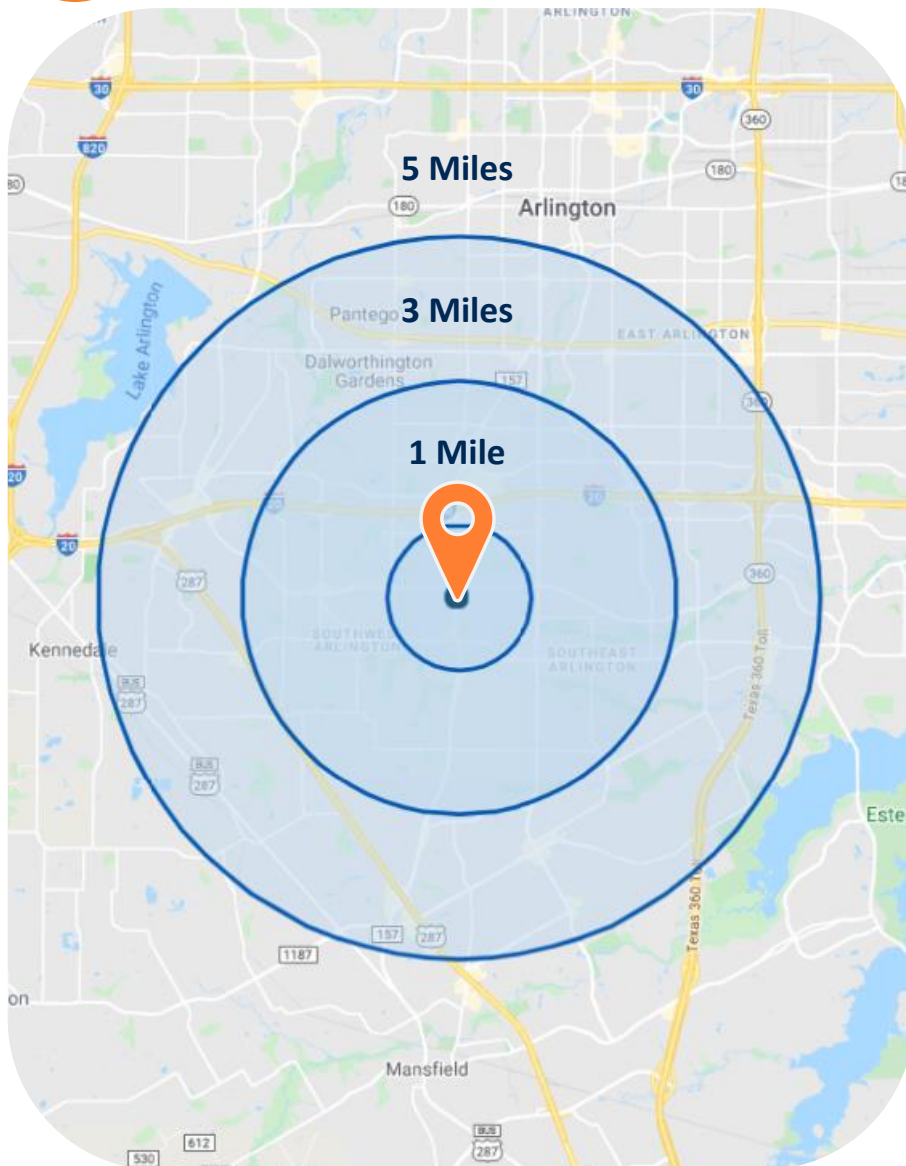 ARLINGTON
30
30
360
820
5 Miles
180
180
180
Arlington
Lake Arlington
Pantego
3 Miles
EAST ARLINGTON
Dalworthington
Gardens
157
360
1 Mile
20
20
20
20
287
360
SOUTHWEST
ARLINGTON
SOUTHEAST
ARLINGTON
Kennedale
BUS
287
Texas 360 Toll
BUS
287
Este
Texas 360 Toll
157
287
1187
on
Mansfield
BUS
287
612
530